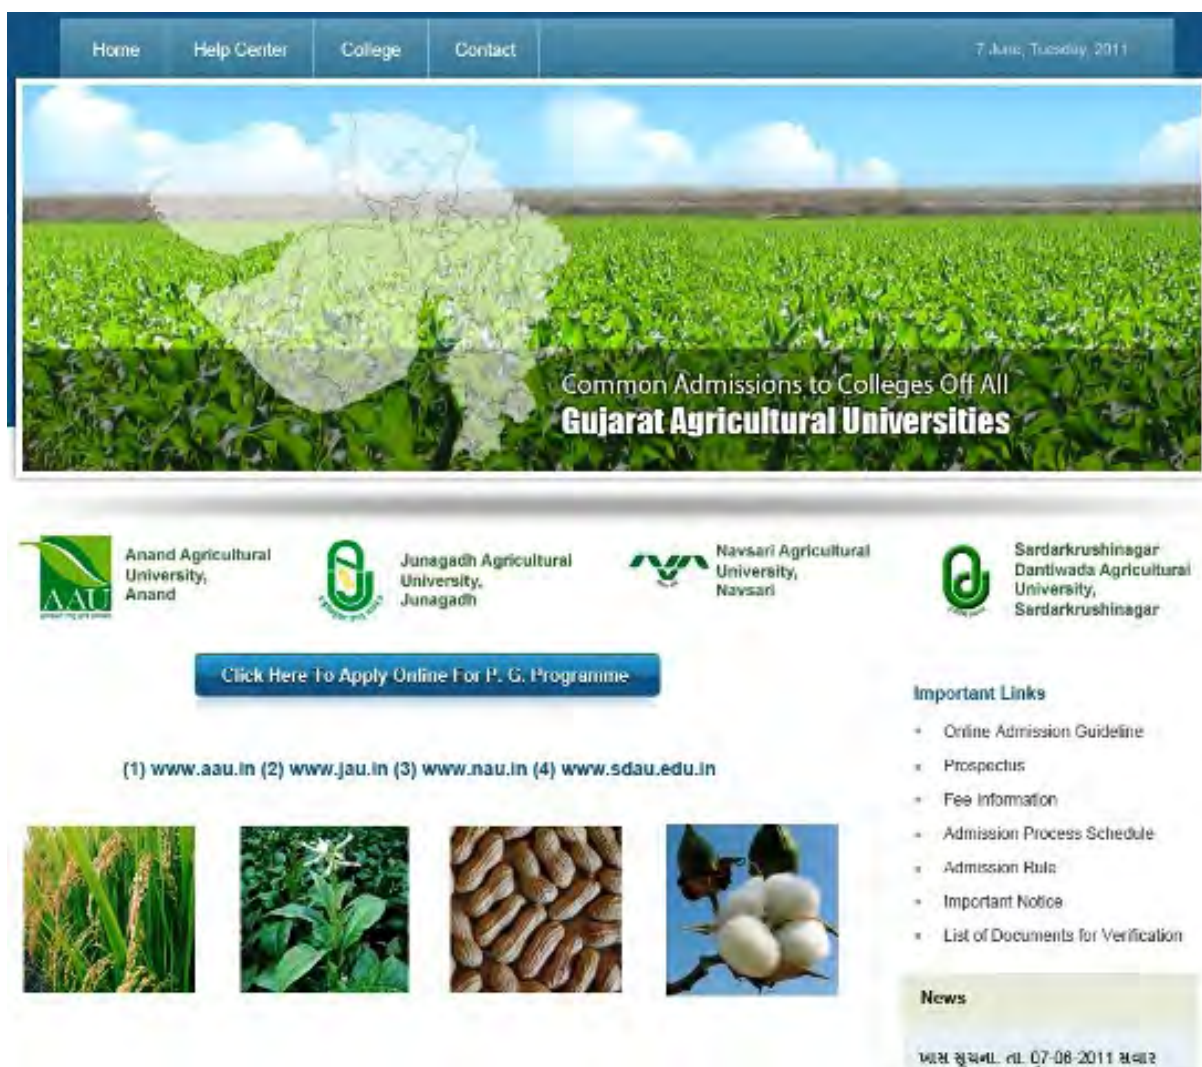 Home Help Center College Contact 7 June, Tuesday, 2011
Common Admissions to Colleges Off All
Gujarat Agricultural Universities
AAU
Anand Agricultural
University,
Anand
Junagadh Agricultural
University,
Junagadh
Navsari Agricultural
University,
Navsari
Sardarkrushinagar
Dantiwada Agricultural
University,
Sardarkrushinagar
Click Here To Apply Online For P. G. Programme
(1) www.aau.in (2) www.jau.in (3) www.nau.in (4) www.sdau.edu.in
Important Links
Online Admission Guideline
Prospectus
Fee Information
Admission Process Schedule
Admission Rule
Important Notice
List of Documents for Verification
News
ખાસ સુચના. તા. 07-06-2011 સવાર